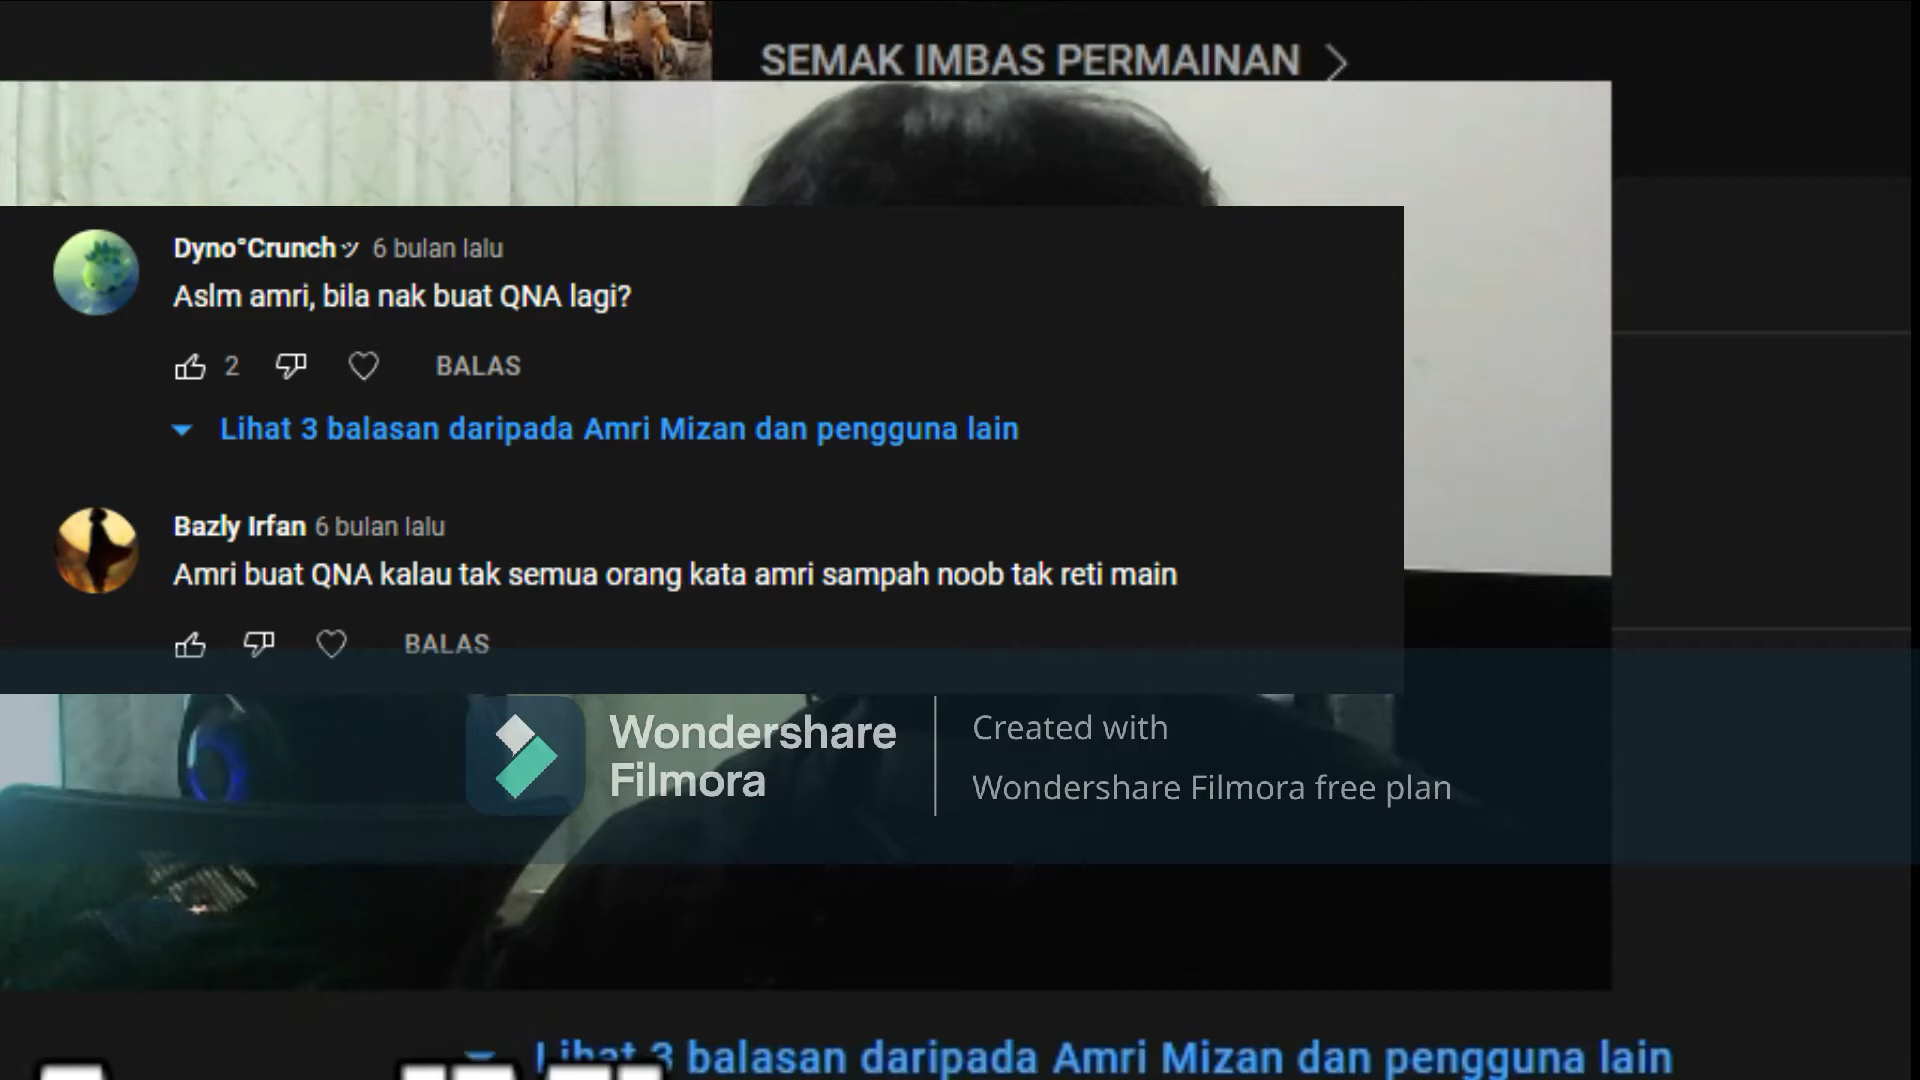 SEMAK IMBAS PERMAINAN
Dyno°Crunchッ 6 bulan lalu
Aslm amri, bila nak buat QNA lagi?
2 BALAS
Lihat 3 balasan daripada Amri Mizan dan pengguna lain
Bazly Irfan 6 bulan lalu
Amri buat QNA kalau tak semua orang kata amri sampah noob tak reti main
BALAS
Wondershare
Filmora
Created with
Wondershare Filmora free plan
Lihat 3 balasan daripada Amri Mizan dan pengguna lain